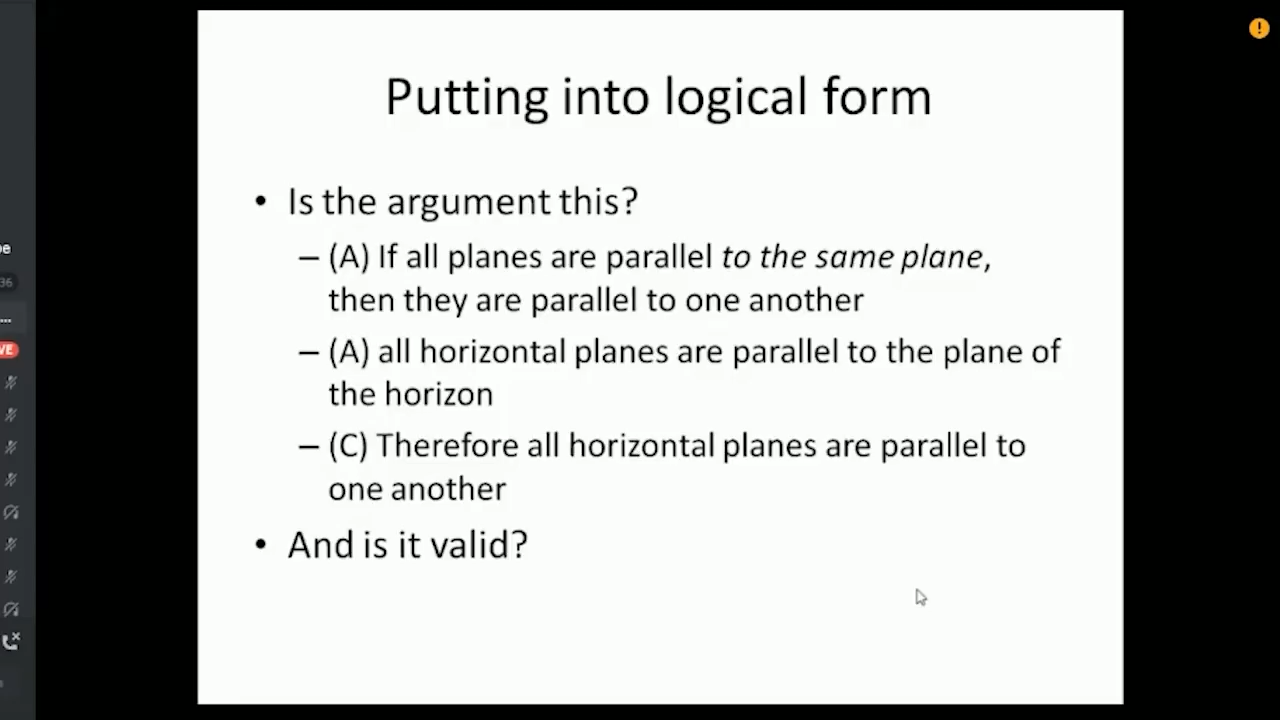 Putting into logical form
• Is the argument this?
– (A) If all planes are parallel to the same plane,
then they are parallel to one another
– (A) all horizontal planes are parallel to the plane of
the horizon
– (C) Therefore all horizontal planes are parallel to
one another
• And is it valid?
36
...